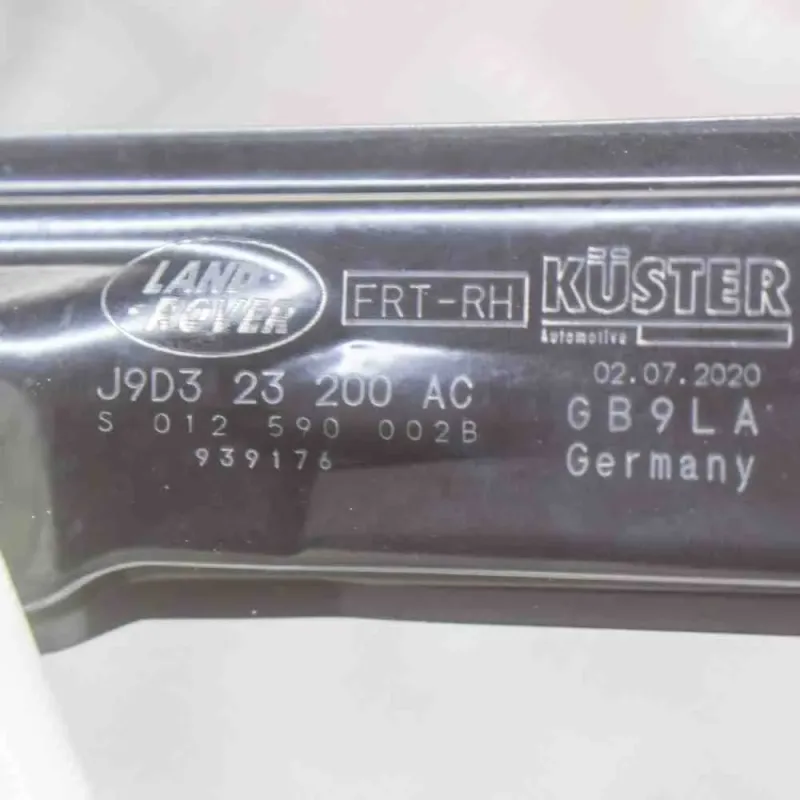 LAND
ROVER
FRT-RH
KÜSTER
Automotive
J9D3 23 200 AC
02.07.2020
S 012 590 002B
GB9LA
939176
Germany